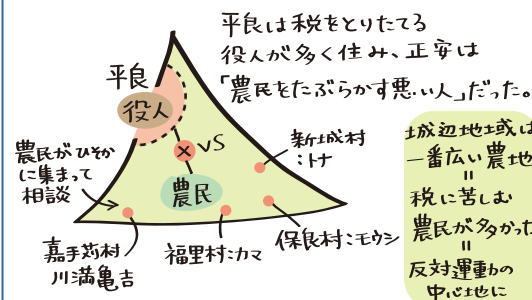 平良は税をとりたてる
役人が多く住み、正安は
「農民をたぶらかす悪い人」だった。
平良
役人
VS
農民
農民がひそか
に集まって
相談
新城村
：トナ
嘉手苅村
川満亀吉
福里村：カマ
保良村：モウシ
城辺地域は
一番広い農地
＝
税に苦しむ
農民が多かった
＝
反対運動の
中心地に